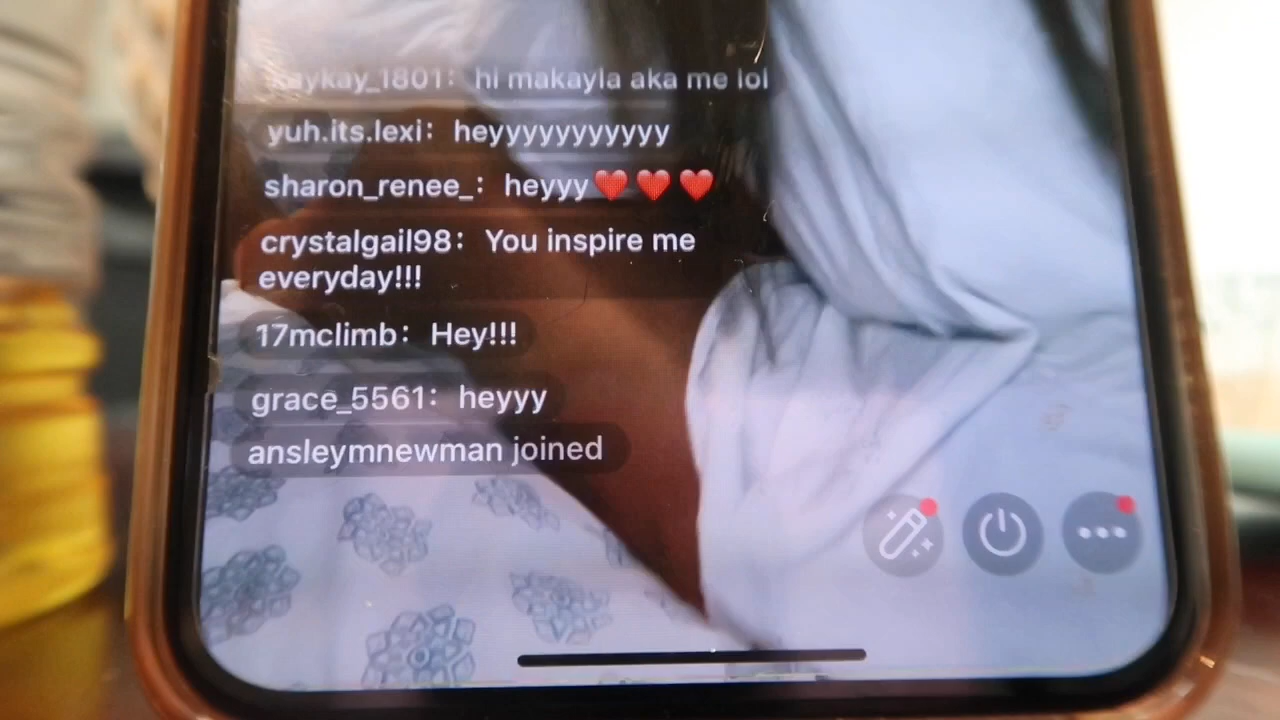 kaykay_1801: hi makayla aka me lol
yuh.its.lexi: heyyyyyyyyyyy
sharon_renee_: heyyy❤️❤️❤️
crystalgail98: You inspire me
everyday!!!
17mclimb: Hey!!!
grace_5561: heyyy
ansleymnewman joined